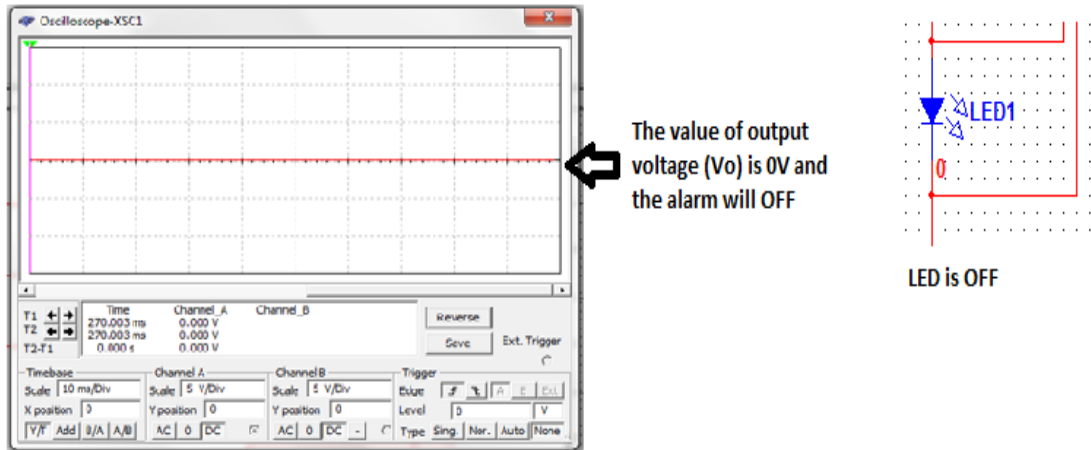 Oscilloscope-XSC1
The value of output
voltage (Vo) is 0V and
the alarm will OFF
LED1
0
LED is OFF
Time Channel_A Channel_B
T1 270.003 ms 0.000 V
T2 270.003 ms 0.000 V
T2-T1 0.000 s 0.000 V
Reverse
Save
Ext. Trigger
Timebase
Scale 10 ms/Div
X position 0
Y/T Add B/A A/B
Channel A
Scale 5 V/Div
Y position 0
AC 0 DC
Channel B
Scale 5 V/Div
Y position 0
AC 0 DC -
Trigger
Edge A B Ext
Level 0 V
Type Sing. Nor. Auto None